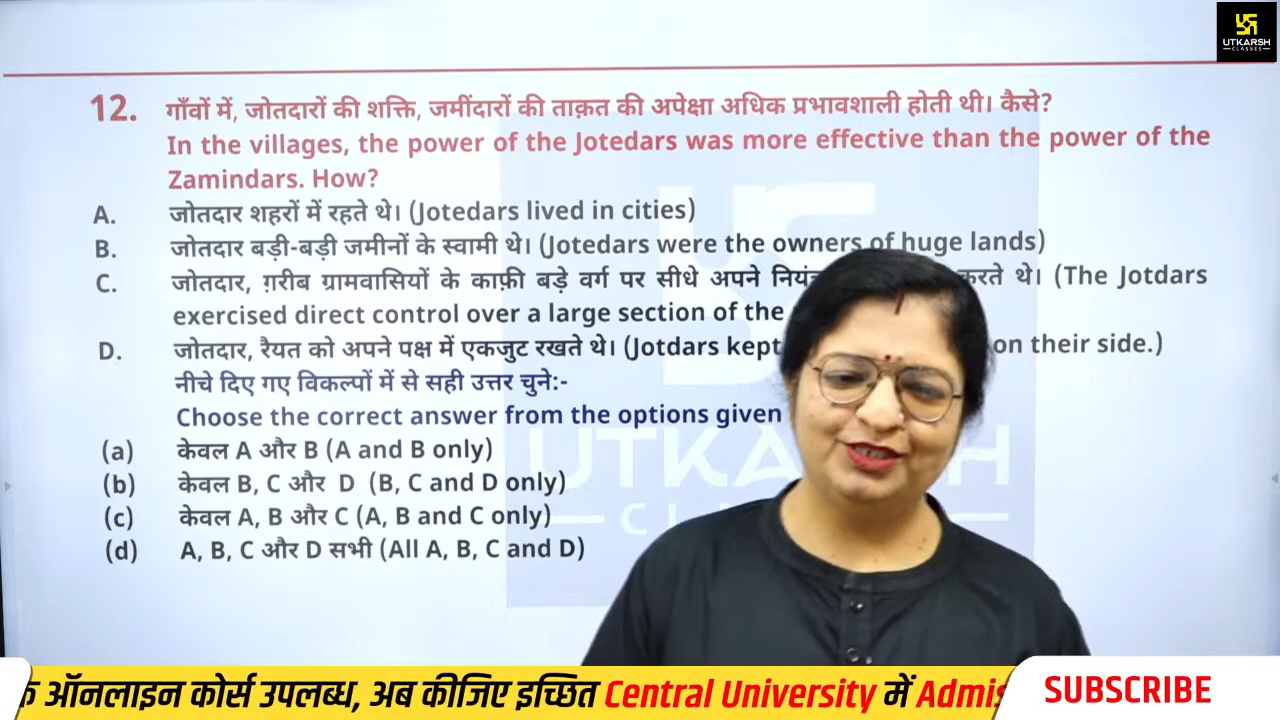 UTKARSH
CLASSES
12. गाँवों में, जोतदारों की शक्ति, जमींदारों की ताक़त की अपेक्षा अधिक प्रभावशाली होती थी। कैसे?
In the villages, the power of the Jotedars was more effective than the power of the
Zamindars. How?
A. जोतदार शहरों में रहते थे। (Jotedars lived in cities)
B. जोतदार बड़ी-बड़ी जमीनों के स्वामी थे। (Jotedars were the owners of huge lands)
C. जोतदार, ग़रीब ग्रामवासियों के काफ़ी बड़े वर्ग पर सीधे अपने करते थे। (The Jotdars
exercised direct control over a large section of the
D. जोतदार, रैयत को अपने पक्ष में एकजुट रखते थे। (Jotdars kept on their side.)
नीचे दिए गए विकल्पों में से सही उत्तर चुने:-
Choose the correct answer from the options given
(a) केवल A और B (A and B only)
(b) केवल B, C और D (B, C and D only)
(c) केवल A, B और C (A, B and C only)
(d) A, B, C और D सभी (All A, B, C and D)
ऑनलाइन कोर्स उपलब्ध, अब कीजिए इच्छित Central University में
SUBSCRIBE